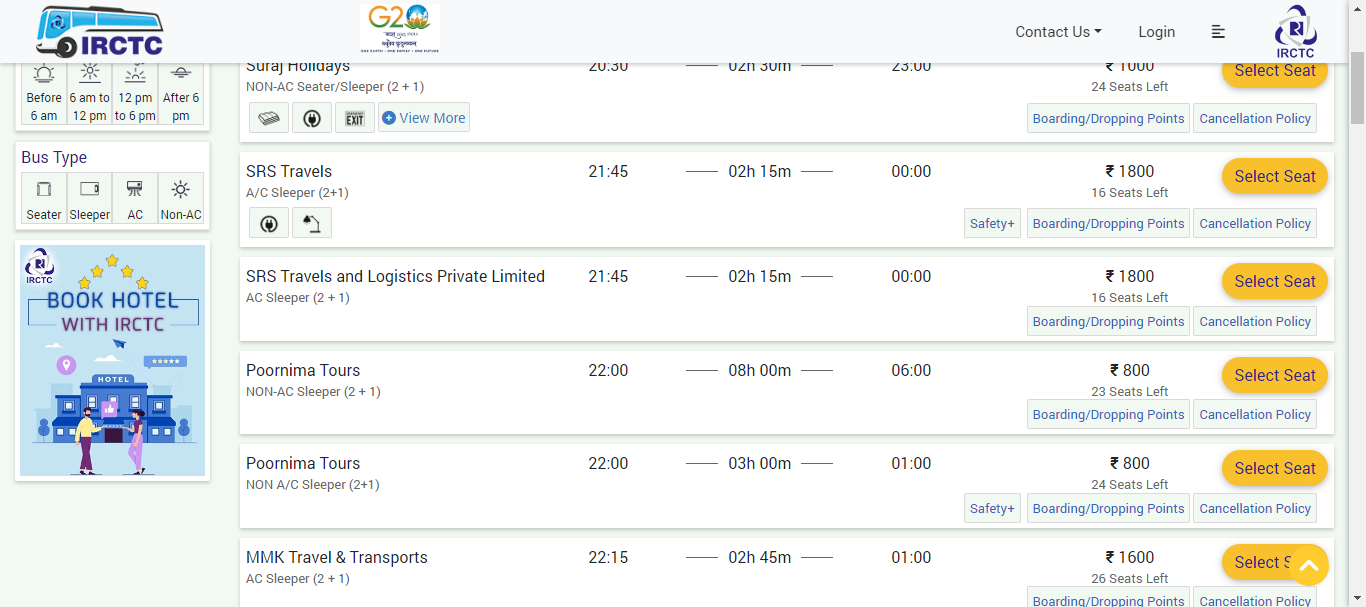 IRCTC
G20
ONE EARTH • ONE FAMILY • ONE FUTURE
Contact Us
Login
IRCTC
Before 6 am
6 am to 12 pm
12 pm to 6 pm
After 6 pm
Bus Type
Seater
Sleeper
AC
Non-AC
IRCTC
BOOK HOTEL
WITH IRCTC
HOTEL
Suraj Holidays 20:30 02h 30m 23:00 ₹ 1000 Select Seat
NON-AC Seater/Sleeper (2 + 1) 24 Seats Left
EXIT View More Boarding/Dropping Points Cancellation Policy
SRS Travels 21:45 02h 15m 00:00 ₹ 1800 Select Seat
A/C Sleeper (2+1) 16 Seats Left
Safety+ Boarding/Dropping Points Cancellation Policy
SRS Travels and Logistics Private Limited 21:45 02h 15m 00:00 ₹ 1800 Select Seat
AC Sleeper (2 + 1) 16 Seats Left
Boarding/Dropping Points Cancellation Policy
Poornima Tours 22:00 08h 00m 06:00 ₹ 800 Select Seat
NON-AC Sleeper (2 + 1) 23 Seats Left
Boarding/Dropping Points Cancellation Policy
Poornima Tours 22:00 03h 00m 01:00 ₹ 800 Select Seat
NON A/C Sleeper (2+1) 24 Seats Left
Safety+ Boarding/Dropping Points Cancellation Policy
MMK Travel & Transports 22:15 02h 45m 01:00 ₹ 1600 Select
AC Sleeper (2 + 1) 26 Seats Left
Boarding/Dropping Points Cancellation Policy